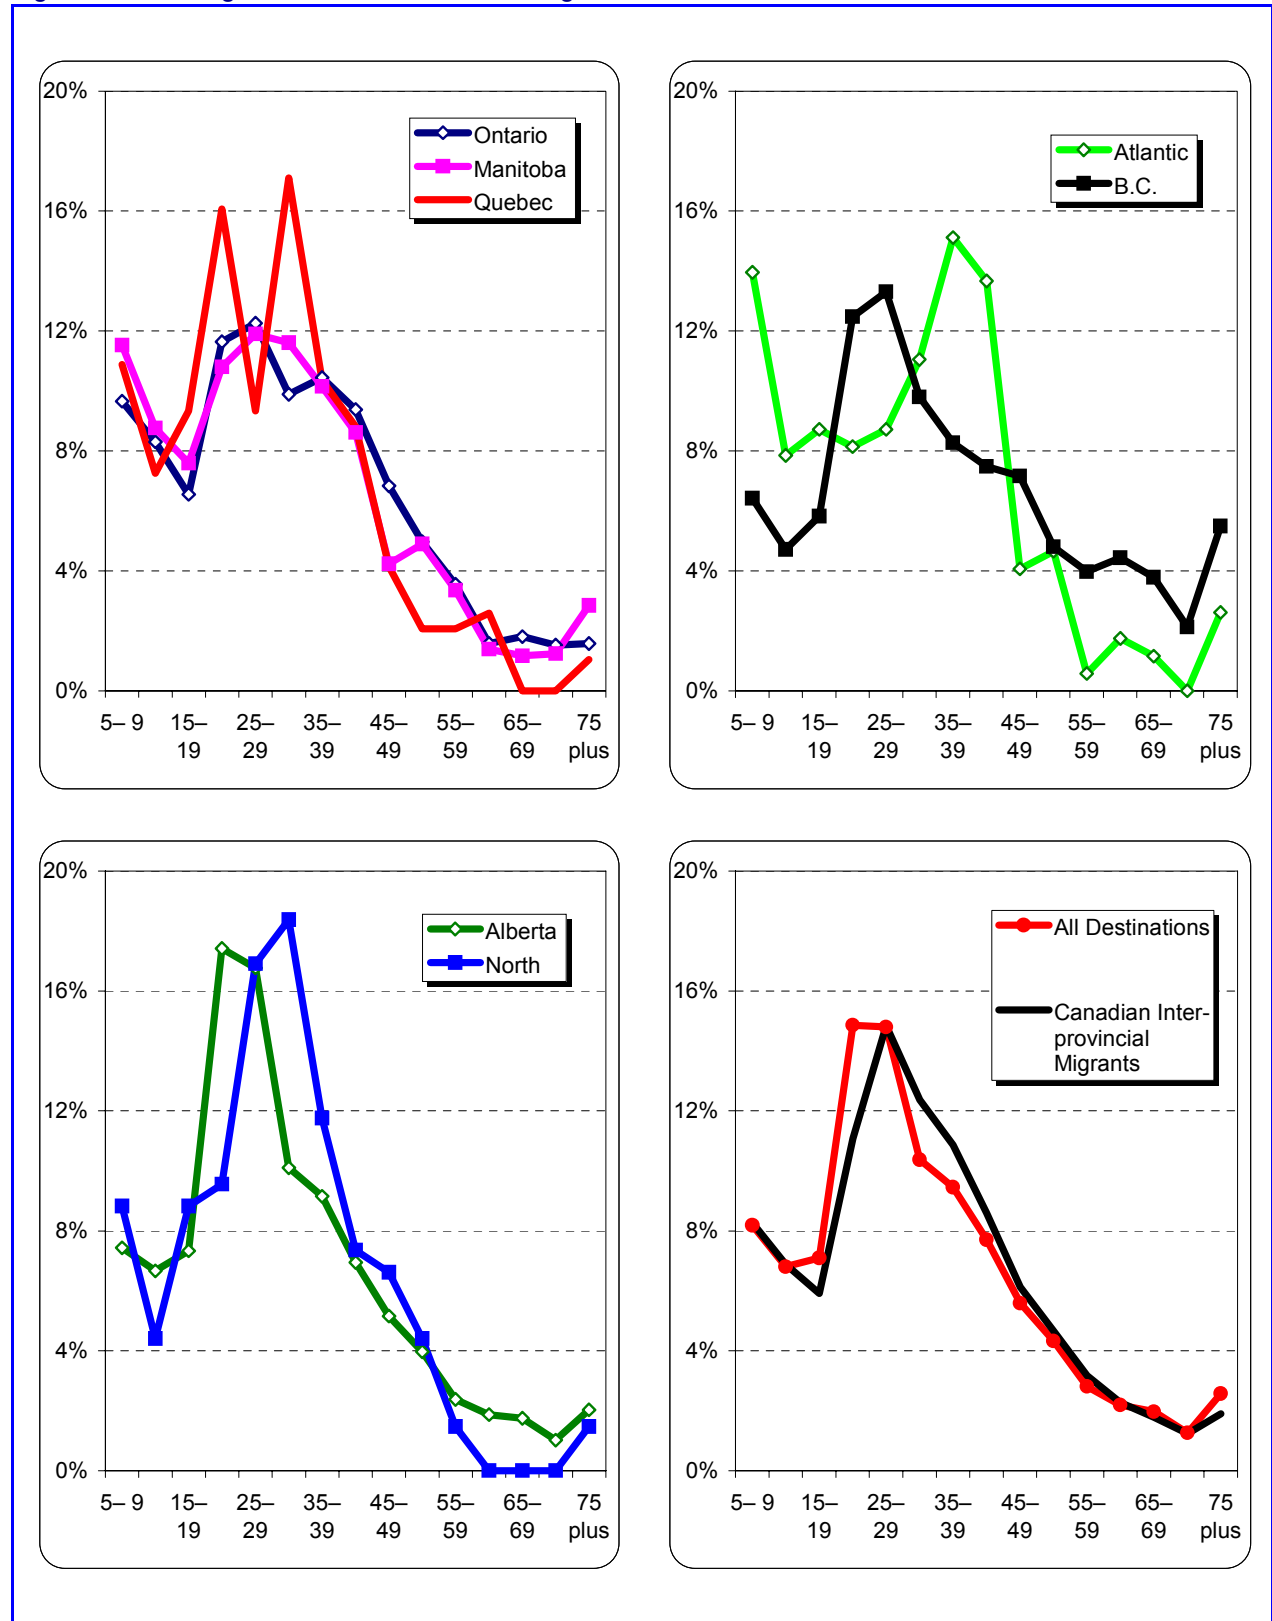 20%
16%
12%
8%
4%
0%
5– 9 15– 25– 35– 45– 55– 65– 75
19 29 39 49 59 69 plus
Ontario
Manitoba
Quebec
20%
16%
12%
8%
4%
0%
5– 9 15– 25– 35– 45– 55– 65– 75
19 29 39 49 59 69 plus
Atlantic
B.C.
20%
16%
12%
8%
4%
0%
5– 9 15– 25– 35– 45– 55– 65– 75
19 29 39 49 59 69 plus
Alberta
North
20%
16%
12%
8%
4%
0%
5– 9 15– 25– 35– 45– 55– 65– 75
19 29 39 49 59 69 plus
All Destinations
Canadian Inter-
provincial
Migrants